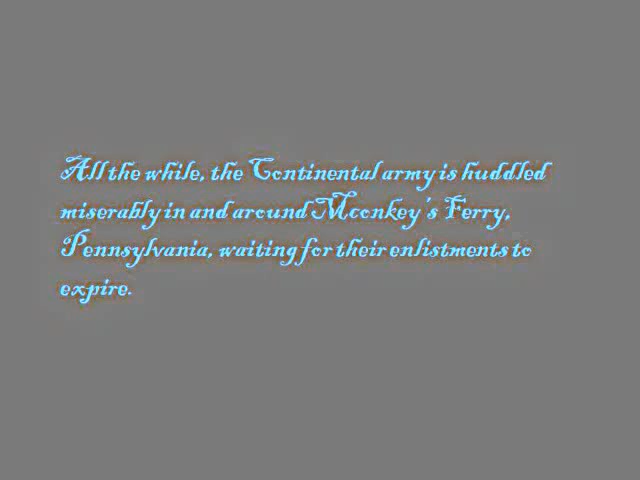 All the while, the Continental army is huddled
miserably in and around Mconkey's Ferry,
Pennsylvania, waiting for their enlistments to
expire.